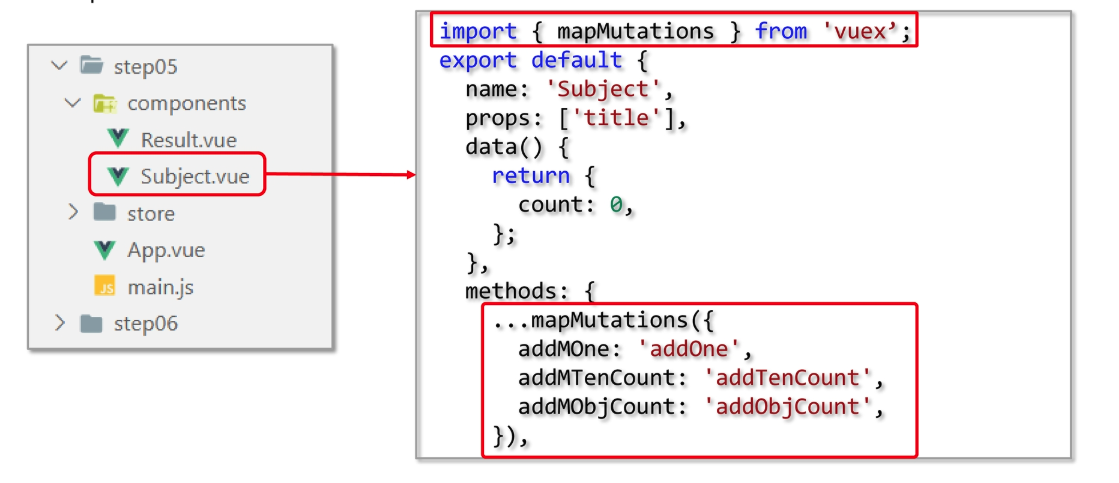 step05
components
Result.vue
Subject.vue
store
App.vue
JS main.js
step06
import { mapMutations } from 'vuex’;
export default {
name: 'Subject',
props: ['title'],
data() {
return {
count: 0,
};
},
methods: {
...mapMutations({
addMOne: 'addOne',
addMTenCount: 'addTenCount',
addMObjCount: 'addObjCount',
}),